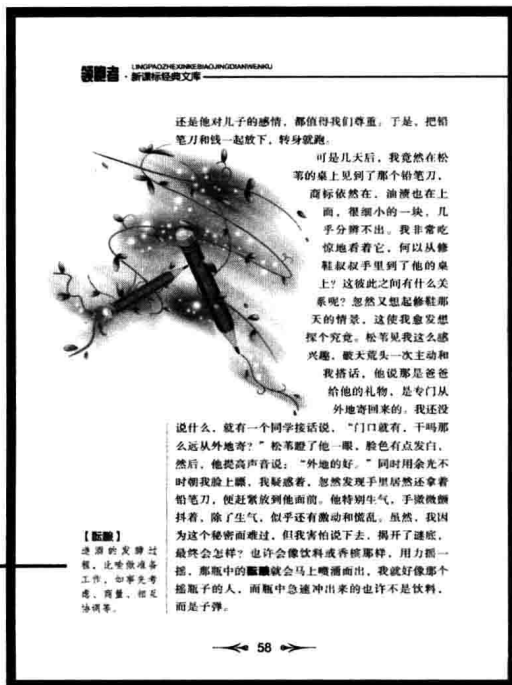 领跑者
LINGPAOZHEXINKEBIAOJINGDIANWENKU
·新课标经典文库
还是他对儿子的感情，都值得我们尊重。于是，把铅
笔刀和钱一起放下，转身就跑。
可是几天后，我竟然在松
苇的桌上见到了那个铅笔刀，
商标依然在，油渍也在上
面，很细小的一块，几
乎分辨不出。我非常吃
惊地看着它，何以从修
鞋叔叔手里到了他的桌
上？这彼此之间有什么关
系呢？忽然又想起修鞋那
天的情景，这使我愈发想
探个究竟。松苇见我这么感
兴趣，破天荒头一次主动和
我搭话，他说那是爸爸
给他的礼物，是专门从
外地寄回来的。我还没
说什么，就有一个同学接话说，“门口就有，干吗那
么远从外地寄？”松苇瞪了他一眼，脸色有点发白，
然后，他提高声音说：“外地的好。”同时用余光不
时朝我脸上瞟，我疑惑着，忽然发现手里居然还拿着
铅笔刀，便赶紧放到他面前。他特别生气，手微微颤
抖着，除了生气，似乎还有激动和慌乱。虽然，我因
为这个秘密而难过，但我害怕说下去，揭开了谜底，
最终会怎样？也许会像饮料或香槟那样，用力摇一
摇，那瓶中的酝酿就会马上喷涌而出，我就好像那个
摇瓶子的人，而瓶中急速冲出来的也许不是饮料，
而是子弹。
【酝酿】
造酒的发酵过
程，比喻做准备
工作，如事先考
虑、商量、相互
协调等。
58